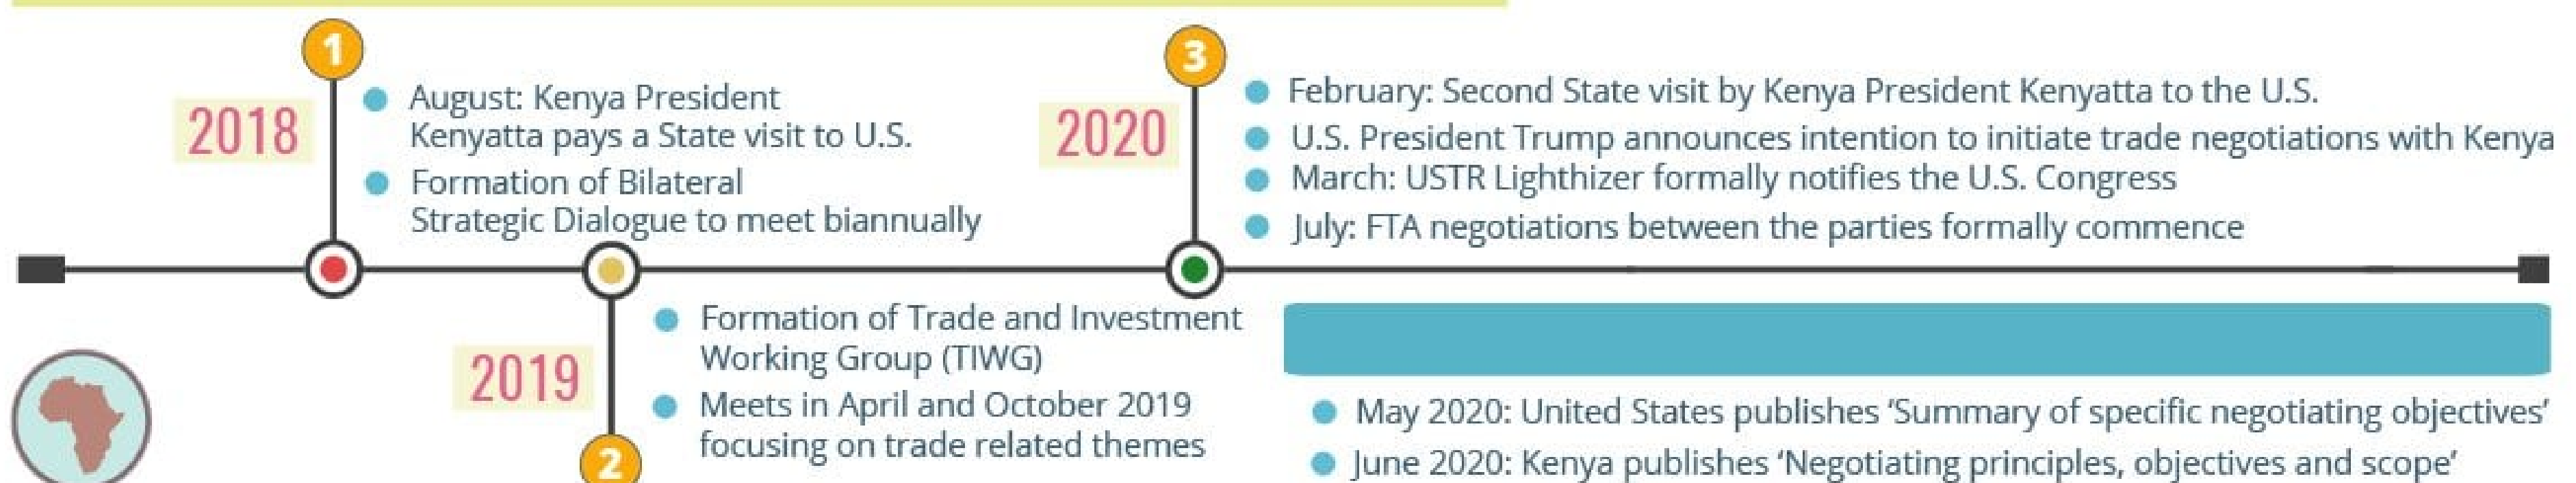 1
2018
August: Kenya President
Kenyatta pays a State visit to U.S.
Formation of Bilateral
Strategic Dialogue to meet biannually
2019
2
Formation of Trade and Investment
Working Group (TIWG)
Meets in April and October 2019
focusing on trade related themes
3
2020
February: Second State visit by Kenya President Kenyatta to the U.S.
U.S. President Trump announces intention to initiate trade negotiations with Kenya
March: USTR Lighthizer formally notifies the U.S. Congress
July: FTA negotiations between the parties formally commence
May 2020: United States publishes ‘Summary of specific negotiating objectives’
June 2020: Kenya publishes ‘Negotiating principles, objectives and scope’